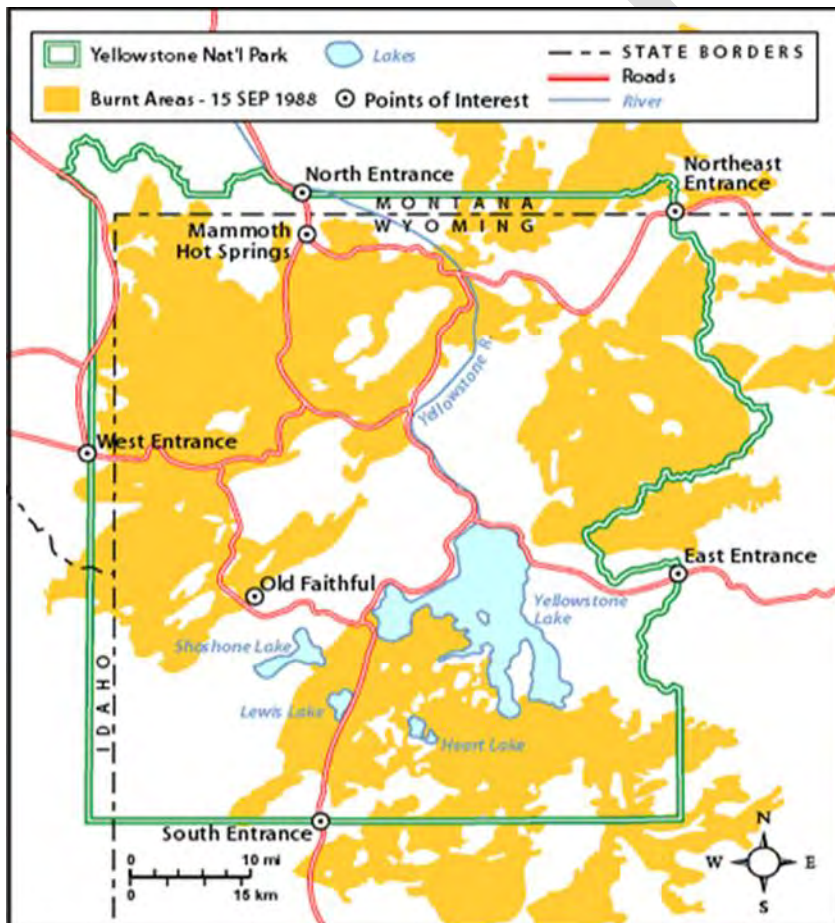 Yellowstone Nat'l Park
Lakes
STATE BORDERS
Burnt Areas - 15 SEP 1988
Points of Interest
Roads
River
North Entrance
Northeast
Entrance
MONTANA
WYOMING
Mammoth
Hot Springs
Yellowstone R.
West Entrance
East Entrance
Old Faithful
Yellowstone
Lake
Shoshone Lake
IDAHO
Lewis Lake
Heart Lake
South Entrance
0 10 mi
0 15 km
N
W E
S